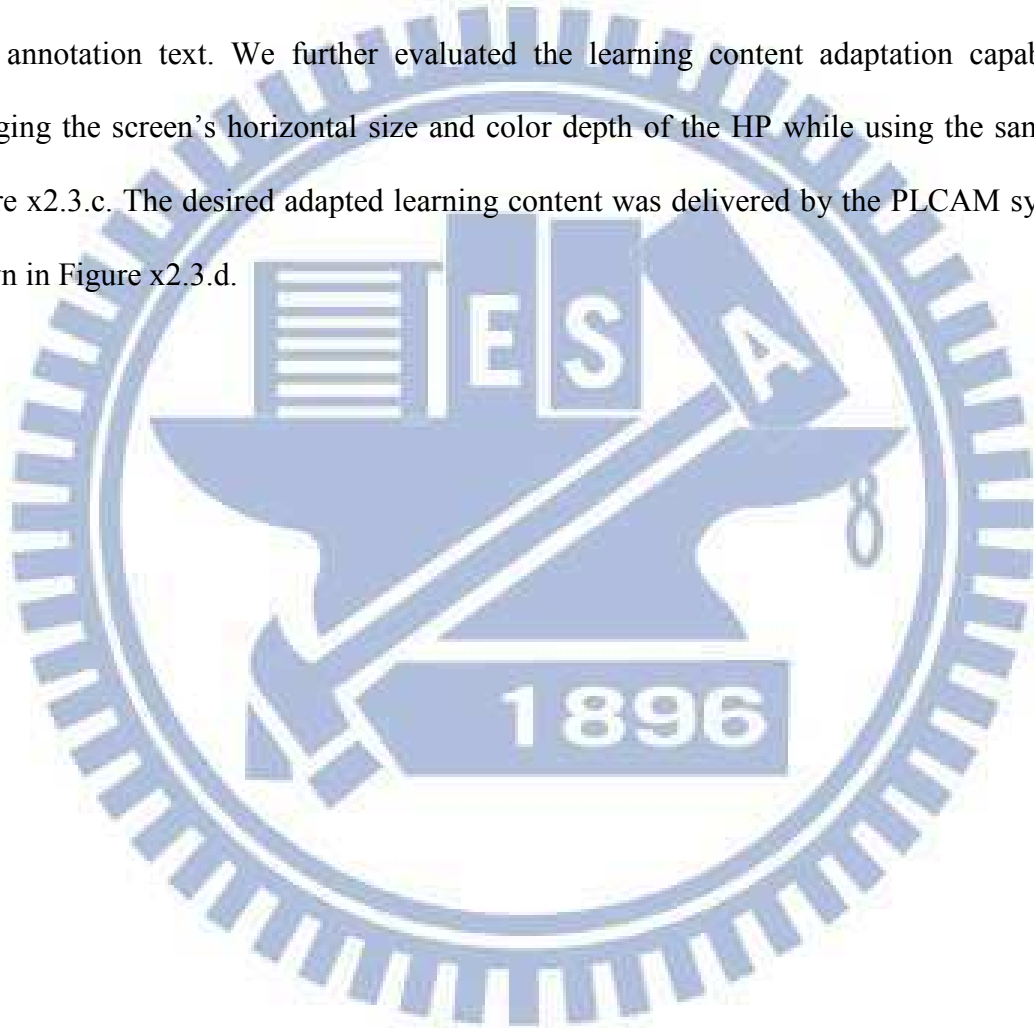 annotation text. We further evaluated the learning content adaptation capab
ging the screen's horizontal size and color depth of the HP while using the sam
re x2.3.c. The desired adapted learning content was delivered by the PLCAM sy
n in Figure x2.3.d.
E S A
1896